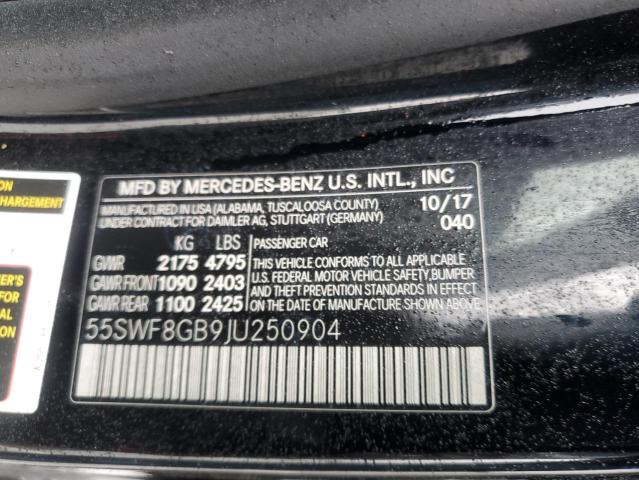 ON
CHARGEMENT
MFD BY MERCEDES-BENZ U.S. INTL., INC
MANUFACTURED IN USA (ALABAMA, TUSCALOOSA COUNTY) 10/17
UNDER CONTRACT FOR DAIMLER AG, STUTTGART (GERMANY) 040
KG LBS PASSENGER CAR
GVWR 2175 4795 THIS VEHICLE CONFORMS TO ALL APPLICABLE
GAWR FRONT 1090 2403 U.S. FEDERAL MOTOR VEHICLE SAFETY, BUMPER
AND THEFT PREVENTION STANDARDS IN EFFECT
GAWR REAR 1100 2425 ON THE DATE OF MANUFACTURE SHOWN ABOVE.
55SWF8GB9JU250904
ER'S
FOR
AL
ION